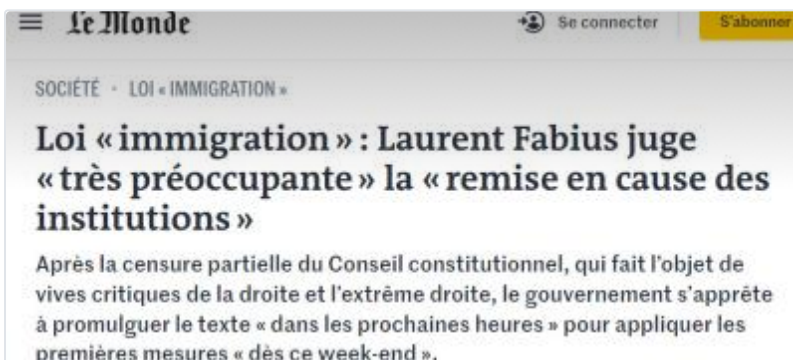 Le Monde
Se connecter
S'abonner
SOCIÉTÉ · LOI « IMMIGRATION »
Loi « immigration » : Laurent Fabius juge
« très préoccupante » la « remise en cause des
institutions »
Après la censure partielle du Conseil constitutionnel, qui fait l'objet de
vives critiques de la droite et l'extrême droite, le gouvernement s'apprête
à promulguer le texte « dans les prochaines heures » pour appliquer les
premières mesures « dès ce week-end ».